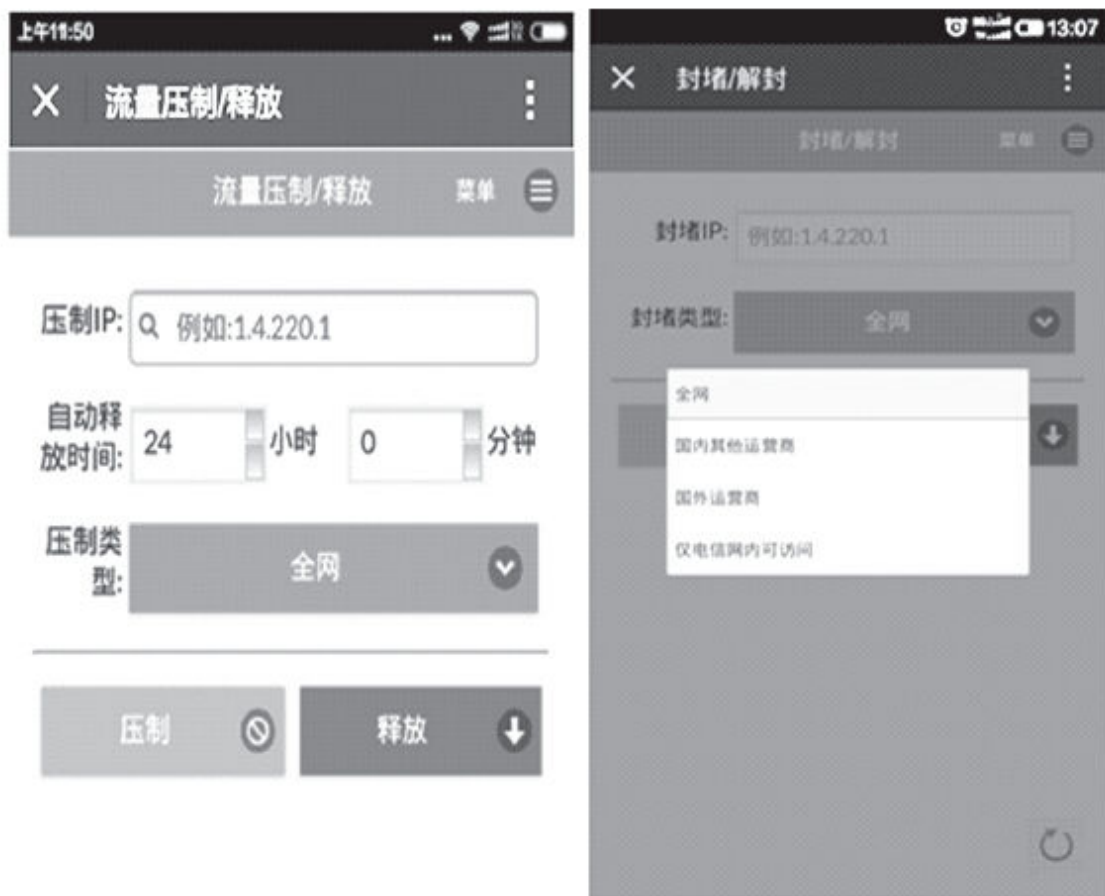 上午11:50
流量压制/释放
流量压制/释放 菜单
压制IP: 例如:1.4.220.1
自动释
放时间: 24 小时 0 分钟
压制类
型: 全网
压制 释放
13:07
封堵/解封
封堵/解封 菜单
封堵IP: 例如:1.4.220.1
封堵类型: 全网
全网
国内其他运营商
国外运营商
仅电信网内可访问